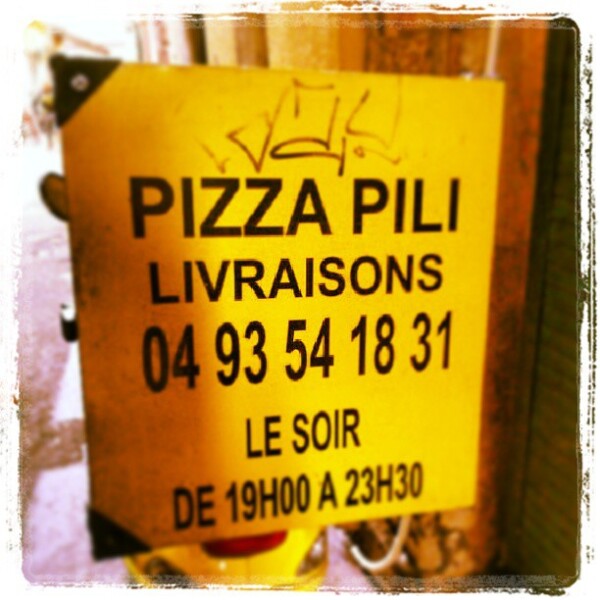 PIZZA PILI
LIVRAISONS
04 93 54 18 31
LE SOIR
DE 19H00 A 23H30